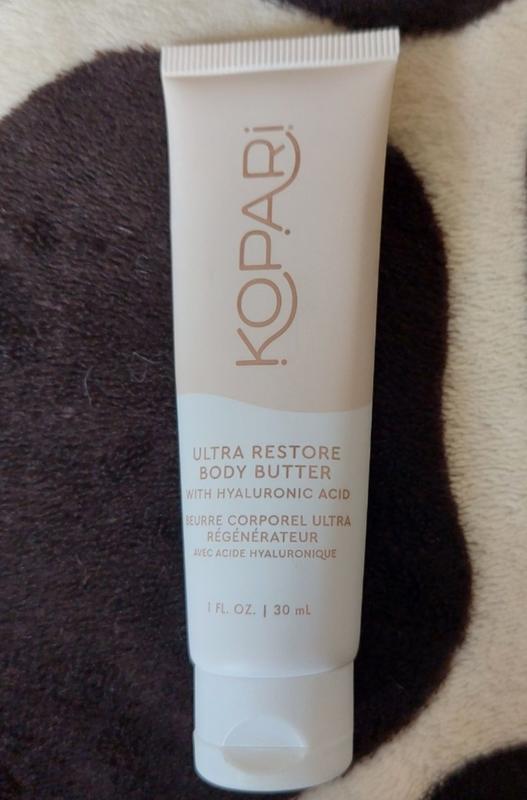 KOPARi
ULTRA RESTORE
BODY BUTTER
WITH HYALURONIC ACID
BEURRE CORPOREL ULTRA
RÉGÉNÉRATEUR
AVEC ACIDE HYALURONIQUE
1 FL. OZ. | 30 mL